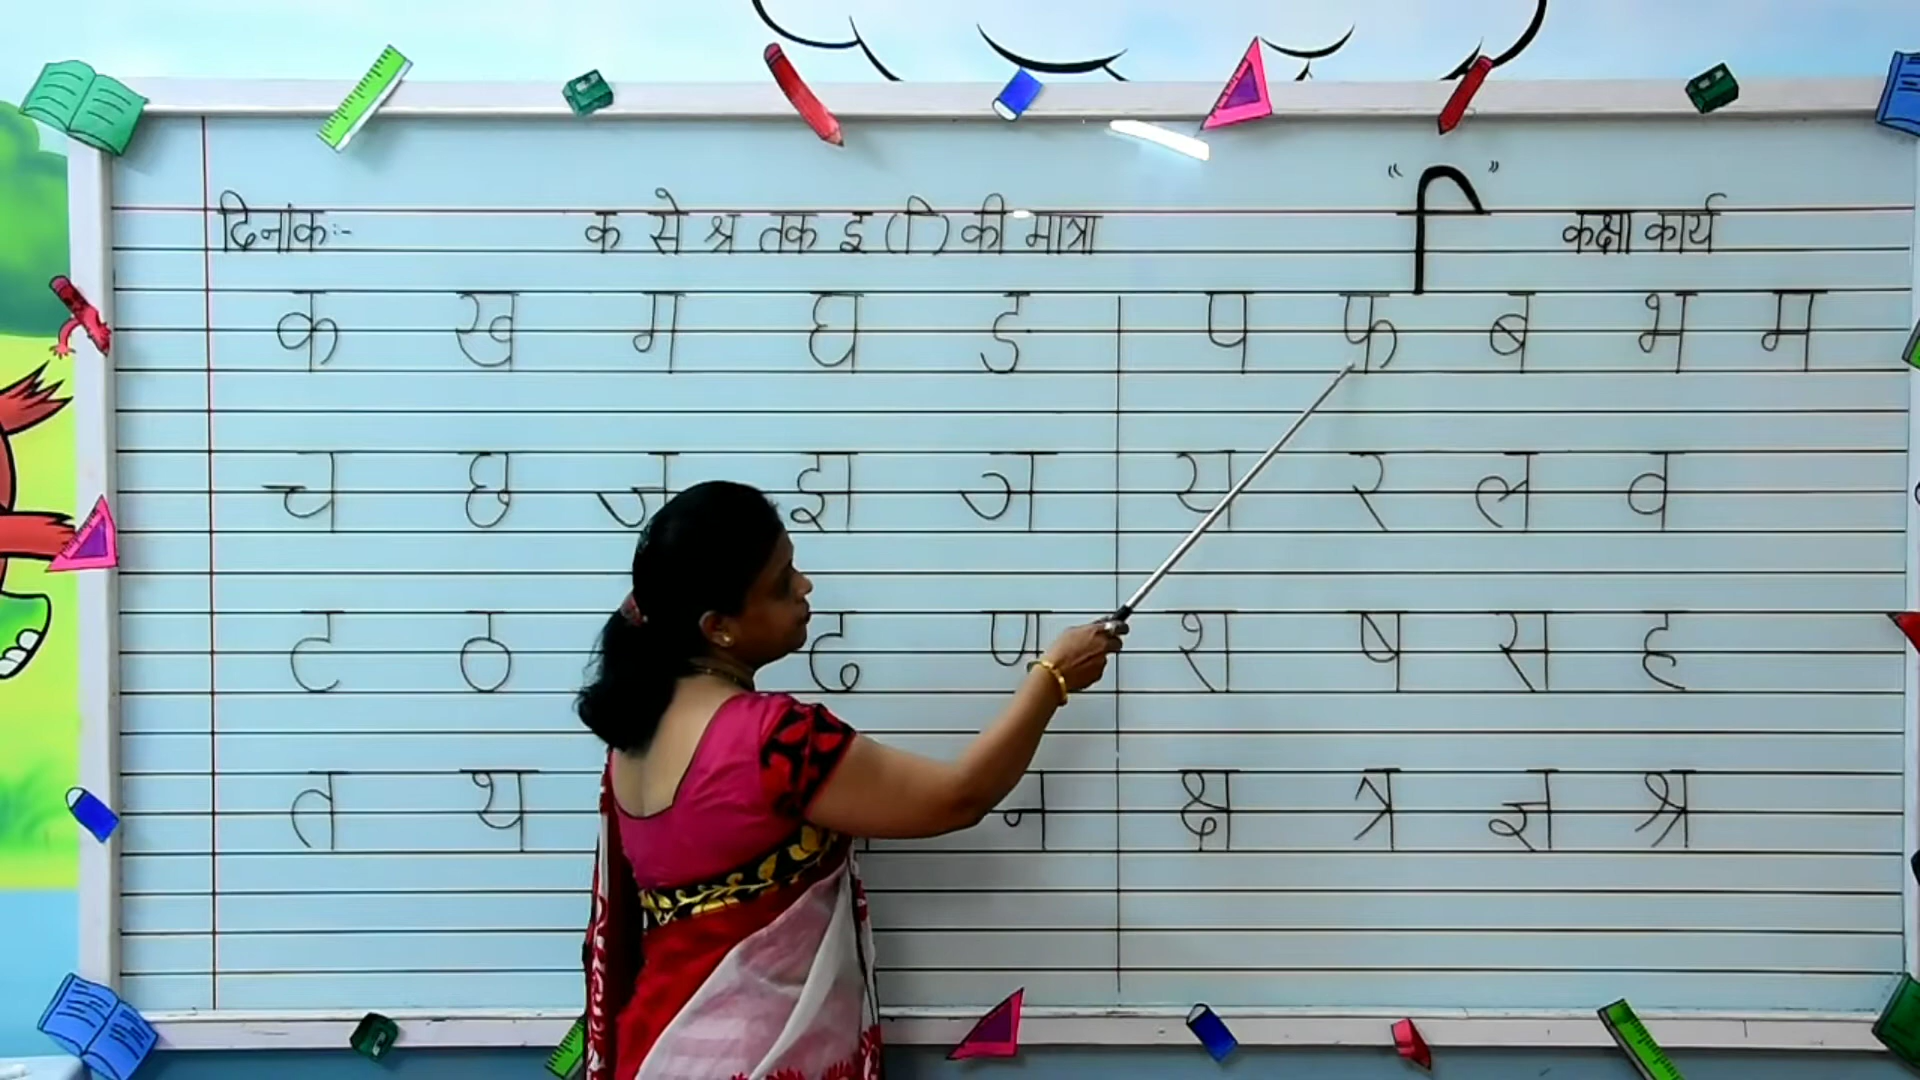 दिनांकः- क से श्र तक इ (ि) की मात्रा "ि" कक्षा कार्य
क ख ग घ ङ प फ ब भ म
च छ ज झ ञ य र ल व
ट ठ ढ ण श ष स ह
त थ न क्ष त्र ज्ञ श्र